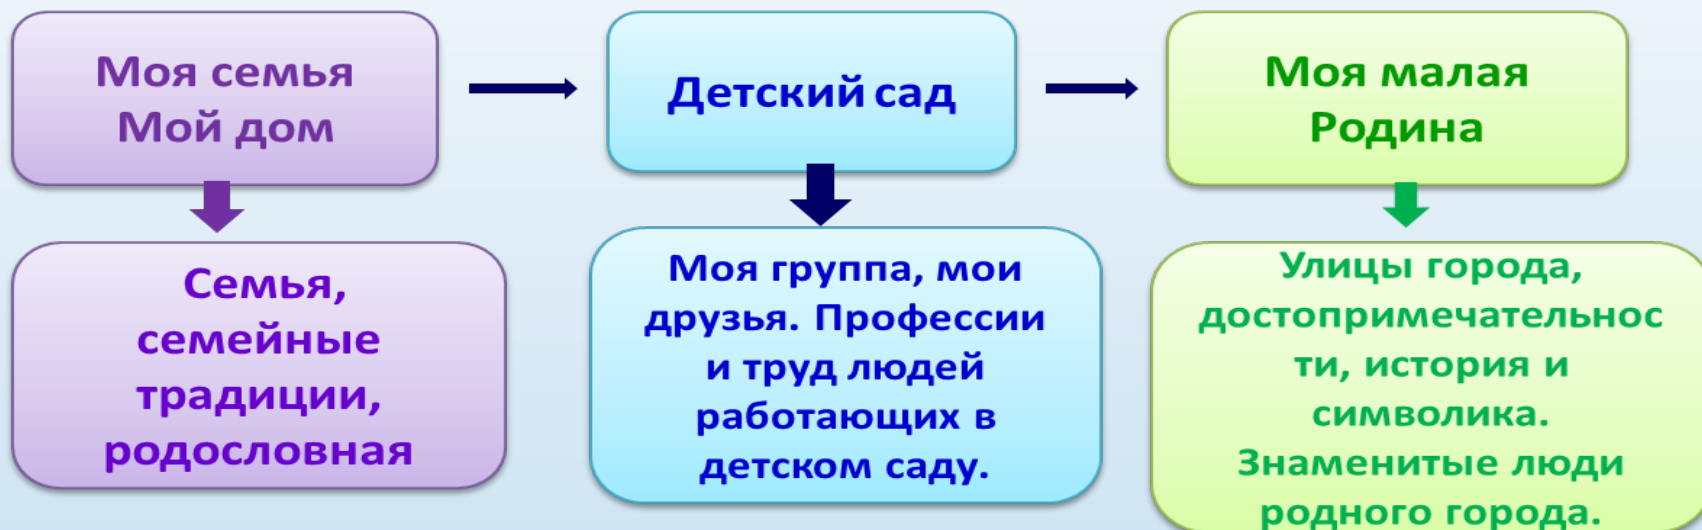 Моя семья
Мой дом
Детский сад
Моя малая
Родина
Семья,
семейные
традиции,
родословная
Моя группа, мои
друзья. Профессии
и труд людей
работающих в
детском саду.
Улицы города,
достопримечательнос
ти, история и
символика.
Знаменитые люди
родного города.